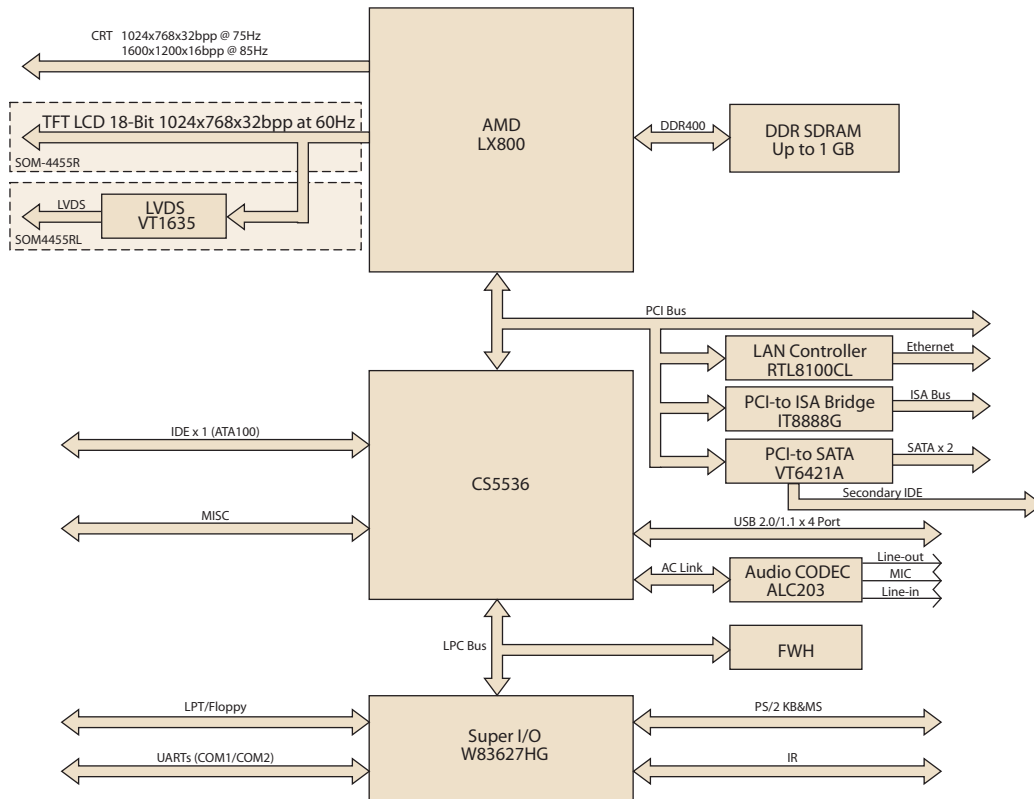 CRT 1024x768x32bpp @ 75Hz
1600x1200x16bpp @ 85Hz
TFT LCD 18-Bit 1024x768x32bpp at 60Hz
SOM-4455R
LVDS
LVDS
VT1635
SOM4455RL
AMD
LX800
DDR400
DDR SDRAM
Up to 1 GB
PCI Bus
LAN Controller
RTL8100CL
Ethernet
PCI-to ISA Bridge
IT8888G
ISA Bus
PCI-to SATA
VT6421A
SATA x 2
Secondary IDE
IDE x 1 (ATA100)
MISC
CS5536
USB 2.0/1.1 x 4 Port
AC Link
Audio CODEC
ALC203
Line-out
MIC
Line-in
LPC Bus
FWH
LPT/Floppy
UARTs (COM1/COM2)
Super I/O
W83627HG
PS/2 KB&MS
IR